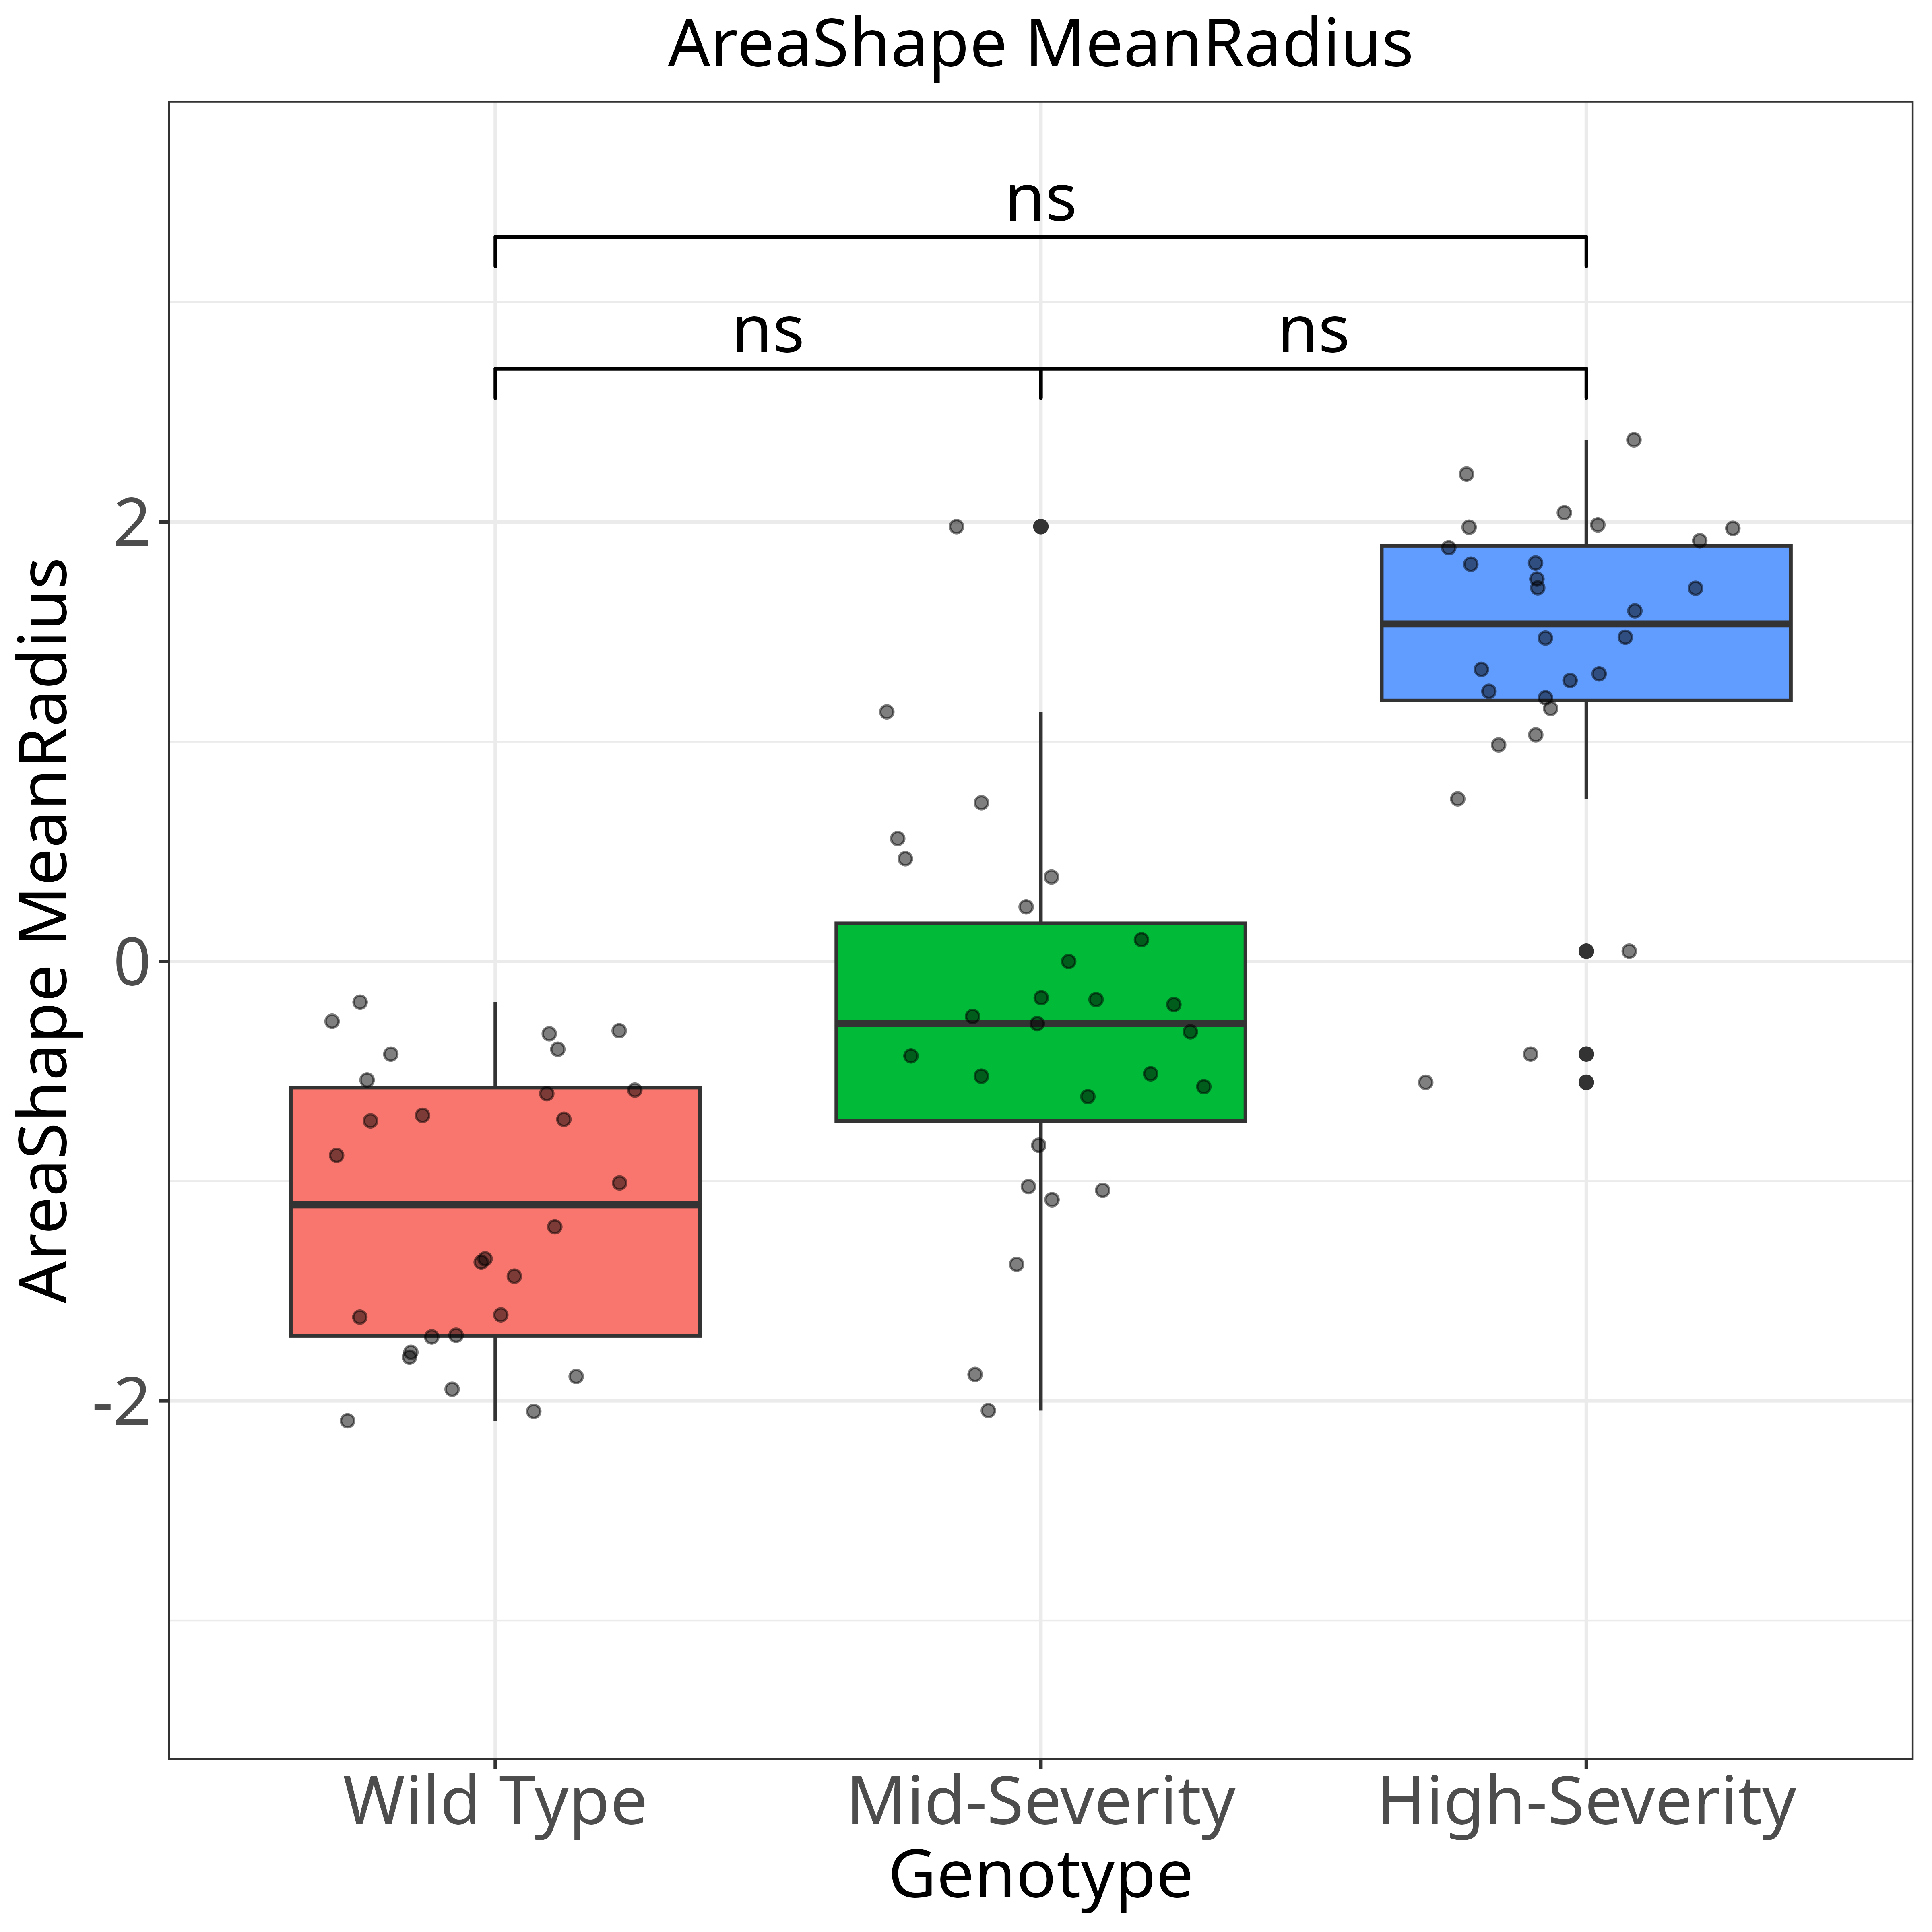 AreaShape MeanRadius
ns
ns
ns
AreaShape MeanRadius
2
0
-2
Wild Type
Mid-Severity
High-Severity
Genotype